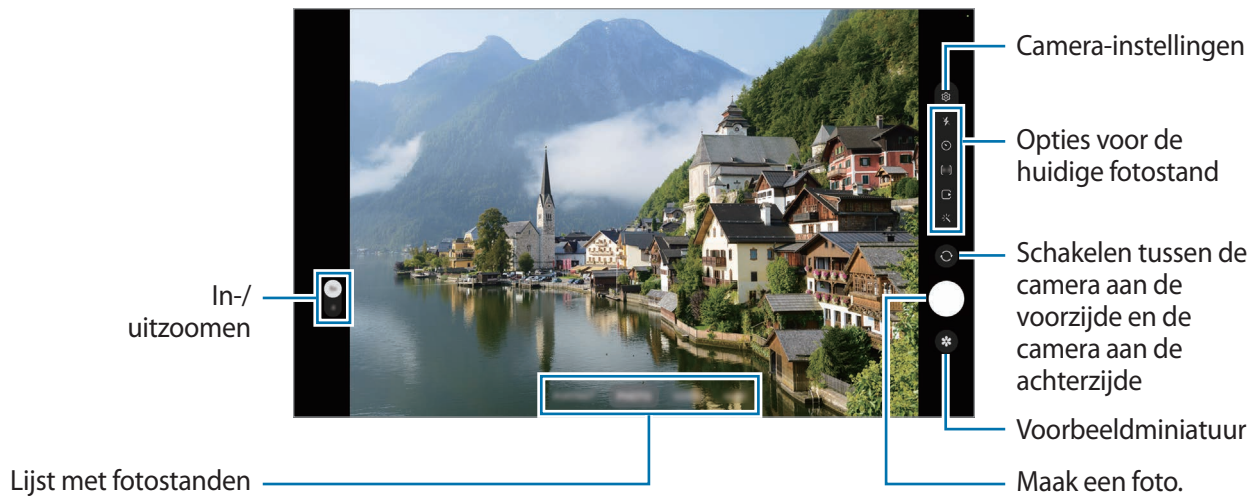 Camera-instellingen
Opties voor de
huidige fotostand
Schakelen tussen de
camera aan de
voorzijde en de
camera aan de
achterzijde
Voorbeeldminiatuur
Maak een foto.
In-/
uitzoomen
Lijst met fotostanden